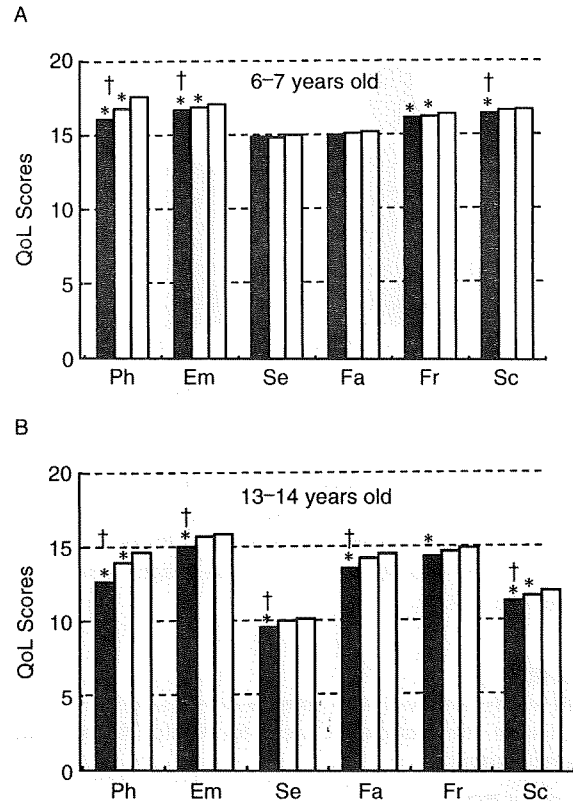 A
20
6–7 years old
† * *
† * *
* *
† *
15
QoL Scores
10
5
0
Ph Em Se Fa Fr Sc
B
20
13–14 years old
† * *
† *
† *
† *
*
† * *
15
QoL Scores
10
5
0
Ph Em Se Fa Fr Sc